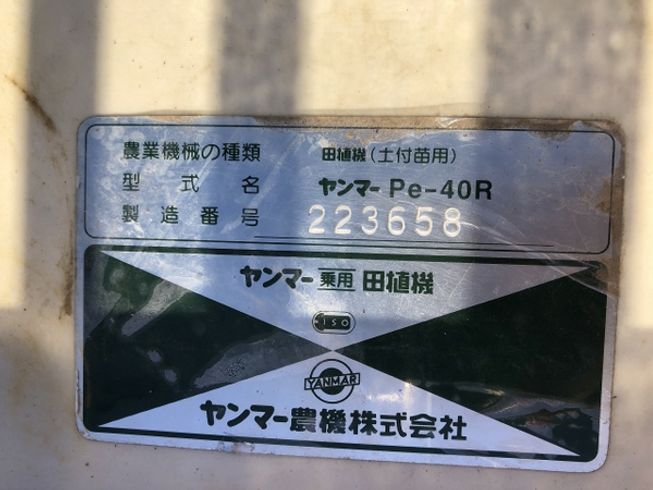 農業機械の種類 田植機(土付苗用)
型式名 ヤンマー Pe-40R
製造番号 223658
ヤンマー 乗用 田植機
ISO
YANMAR
ヤンマー農機株式会社